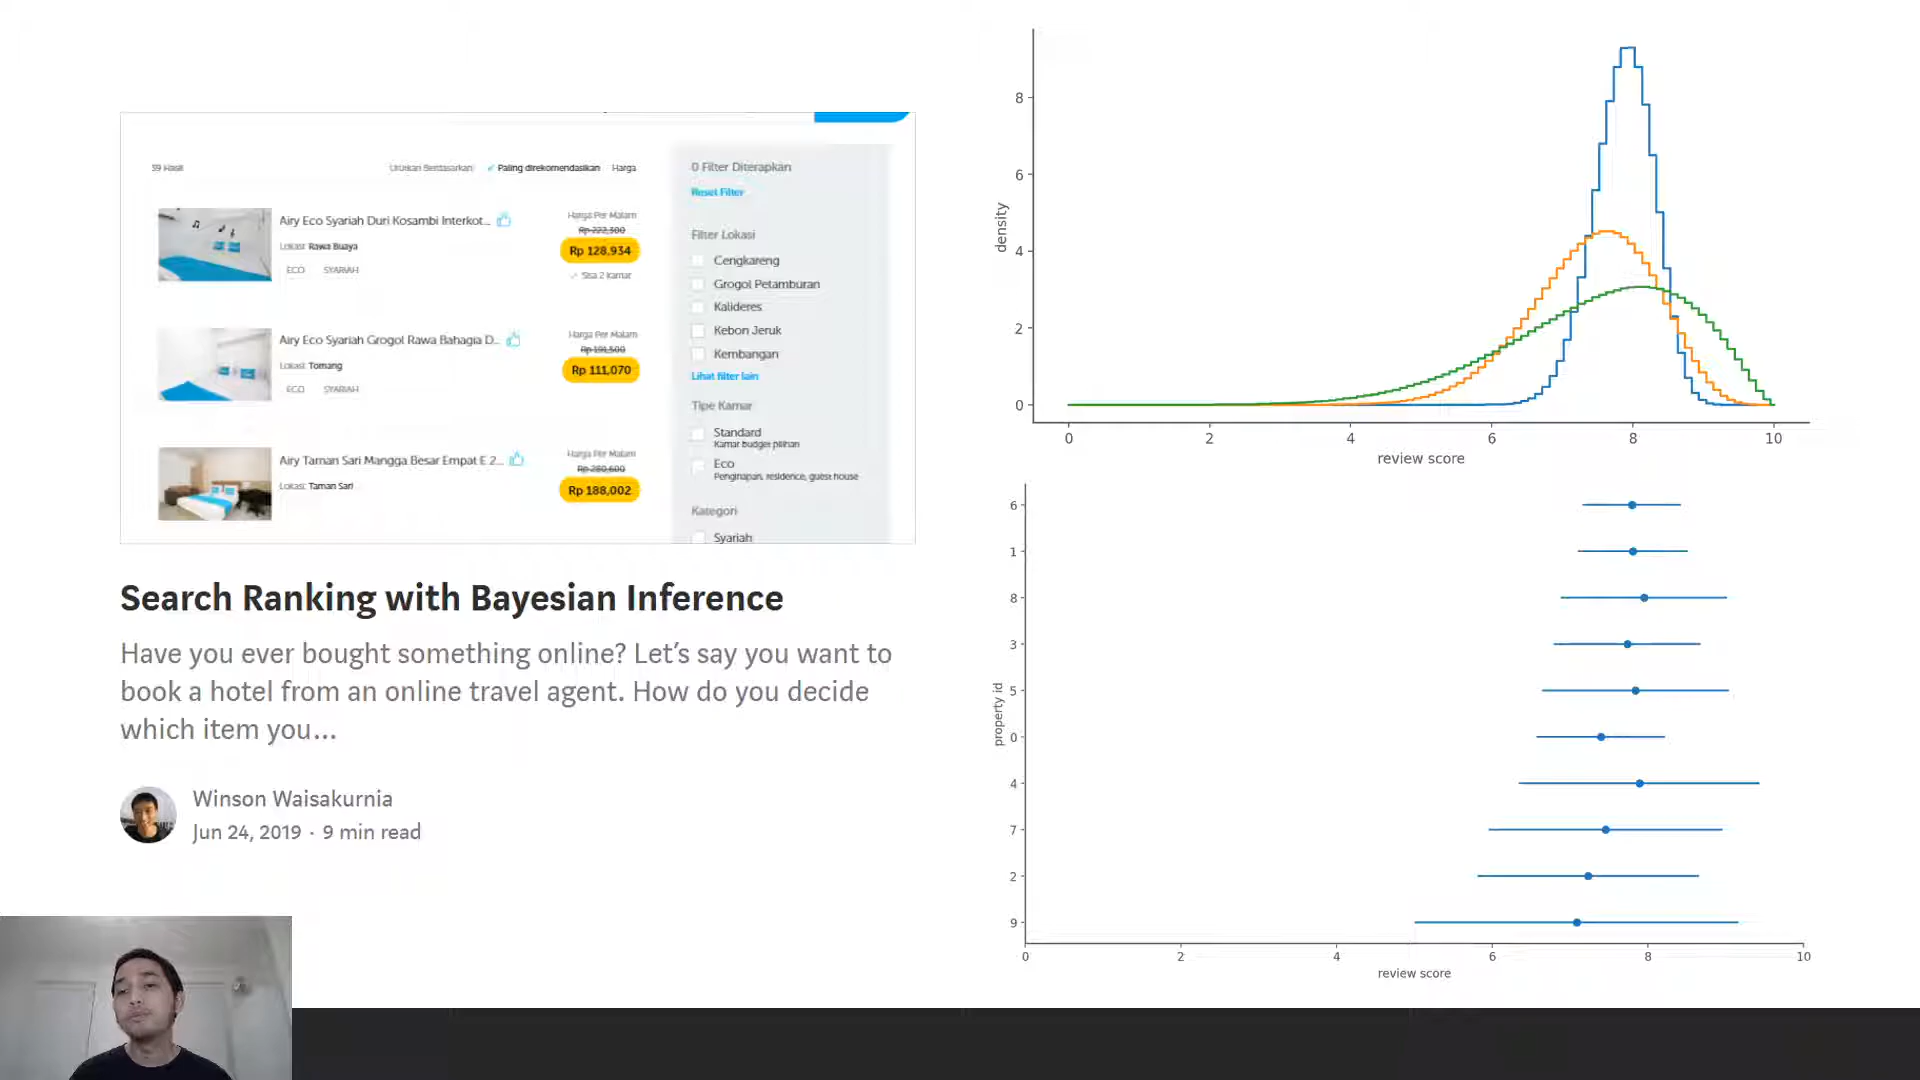 39 Hasil
Urutkan Berdasarkan: ✓ Paling direkomendasikan Harga
Airy Eco Syariah Duri Kosambi Interkot...
Lokasi: Rawa Buaya
ECO SYARIAH
Harga Per Malam
Rp 222,300
Rp 128,934
Sisa 2 Kamar
Airy Eco Syariah Grogol Rawa Bahagia D...
Lokasi: Tomang
ECO SYARIAH
Harga Per Malam
Rp 191,500
Rp 111,070
Airy Taman Sari Mangga Besar Empat E 2...
Lokasi: Taman Sari
Harga Per Malam
Rp 280,600
Rp 188,002
0 Filter Diterapkan
Reset Filter
Filter Lokasi
Cengkareng
Grogol Petamburan
Kalideres
Kebon Jeruk
Kembangan
Lihat filter lain
Tipe Kamar
Standard
Kamar budget pilihan
Eco
Penginapan, residence, guest house
Kategori
Syariah
Search Ranking with Bayesian Inference
Have you ever bought something online? Let’s say you want to
book a hotel from an online travel agent. How do you decide
which item you...
Winson Waisakurnia
Jun 24, 2019 · 9 min read
density
8
6
4
2
0
0 2 4 6 8 10
review score
property id
6
1
8
3
5
0
4
7
2
9
0 2 4 6 8 10
review score